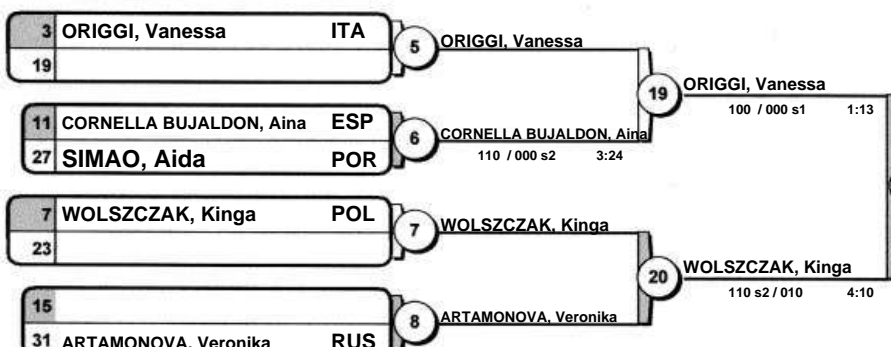 3 ORIGGI, Vanessa ITA
19
5
ORIGGI, Vanessa
11 CORNELLA BUJALDON, Aina ESP
27 SIMAO, Aida POR
6
CORNELLA BUJALDON, Aina
110 / 000 s2 3:24
19
ORIGGI, Vanessa
100 / 000 s1 1:13
7 WOLSZCZAK, Kinga POL
23
7
WOLSZCZAK, Kinga
15
31 ARTAMONOVA, Veronika RUS
8
ARTAMONOVA, Veronika
20
WOLSZCZAK, Kinga
110 s2 / 010 4:10